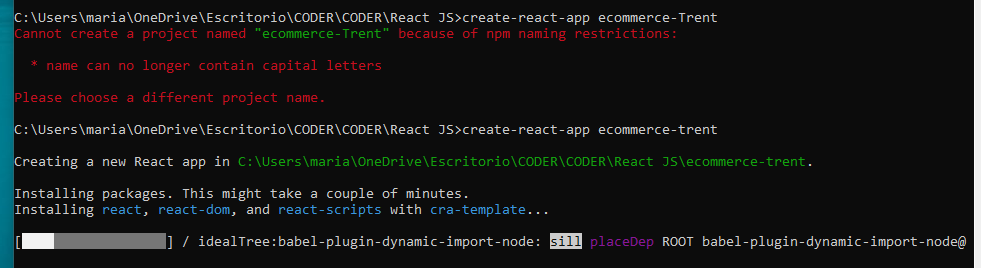 C:\Users\maria\OneDrive\Escritorio\CODER\CODER\React JS>create-react-app ecommerce-Trent
Cannot create a project named "ecommerce-Trent" because of npm naming restrictions:
* name can no longer contain capital letters
Please choose a different project name.
C:\Users\maria\OneDrive\Escritorio\CODER\CODER\React JS>create-react-app ecommerce-trent
Creating a new React app in C:\Users\maria\OneDrive\Escritorio\CODER\CODER\React JS\ecommerce-trent.
Installing packages. This might take a couple of minutes.
Installing react, react-dom, and react-scripts with cra-template...
[ ] / idealTree:babel-plugin-dynamic-import-node: sill placeDep ROOT babel-plugin-dynamic-import-node@